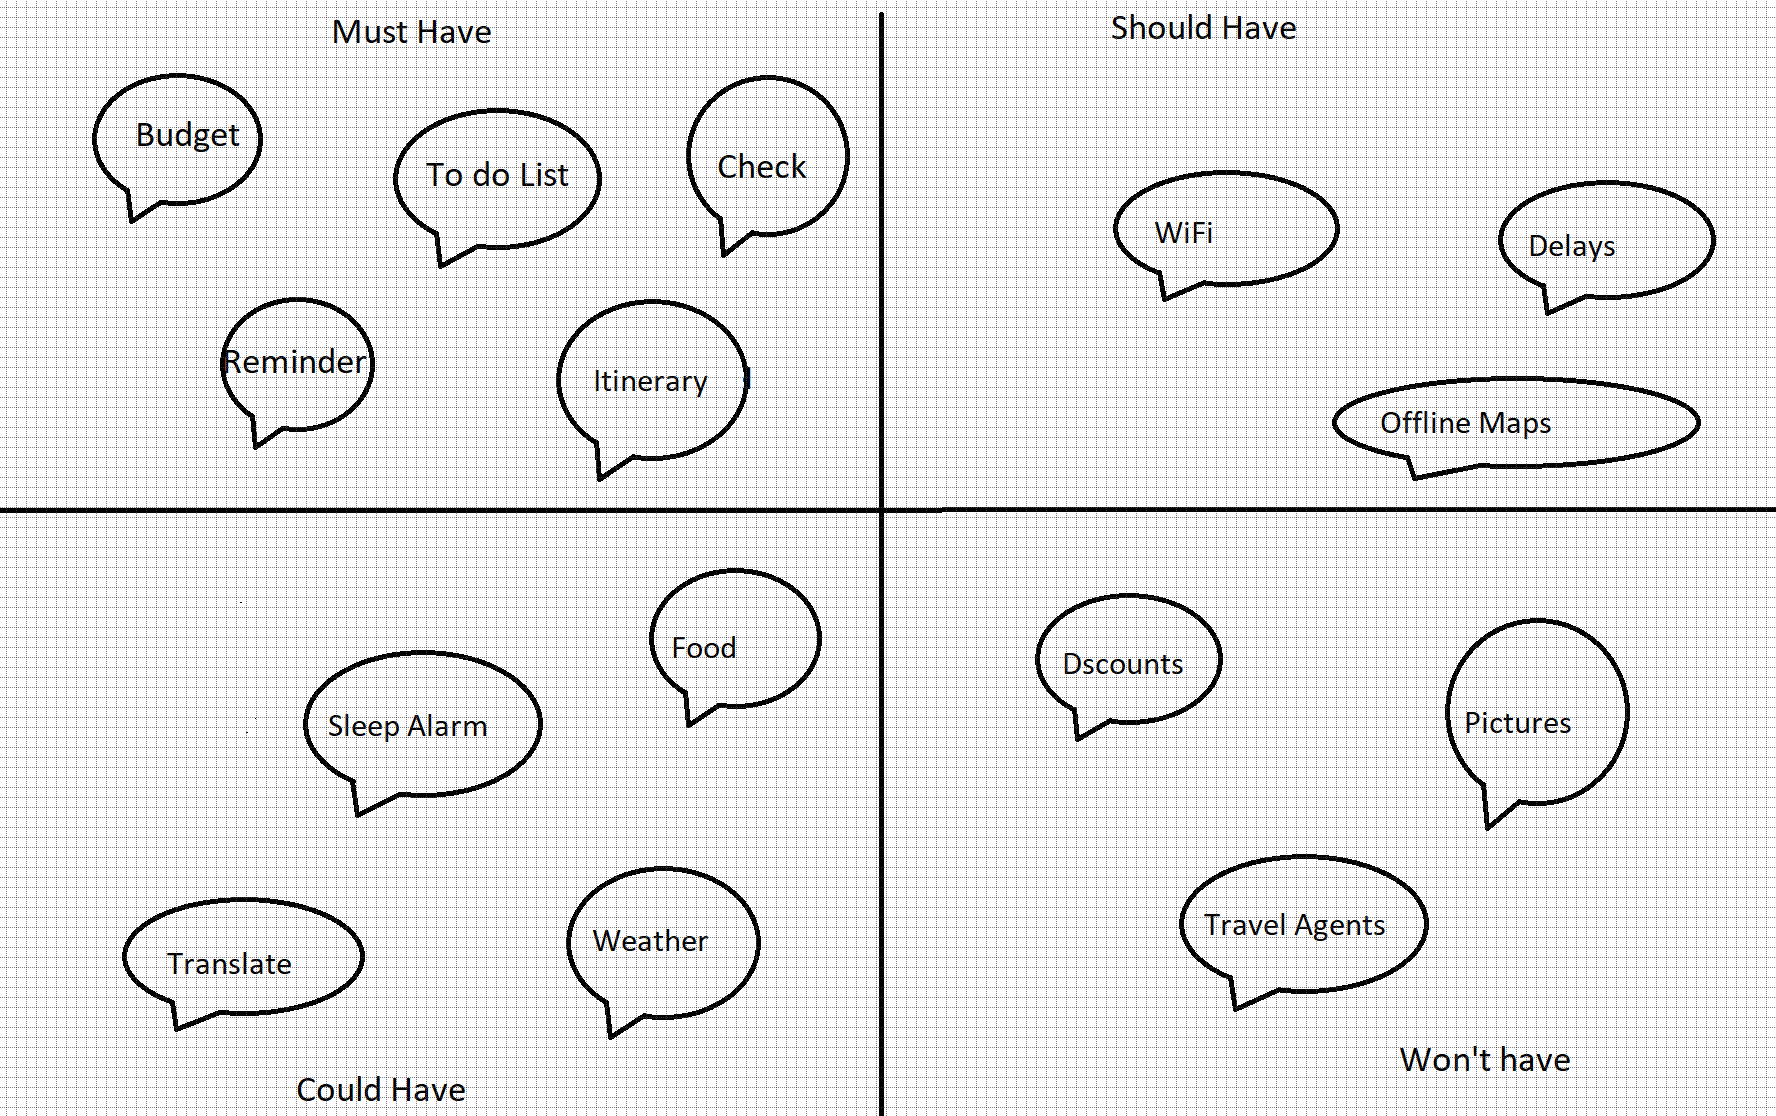 Must Have
Budget
To do List
Check
Reminder
Itinerary
Should Have
WiFi
Delays
Offline Maps
Food
Sleep Alarm
Translate
Weather
Could Have
Dscounts
Pictures
Travel Agents
Won't have